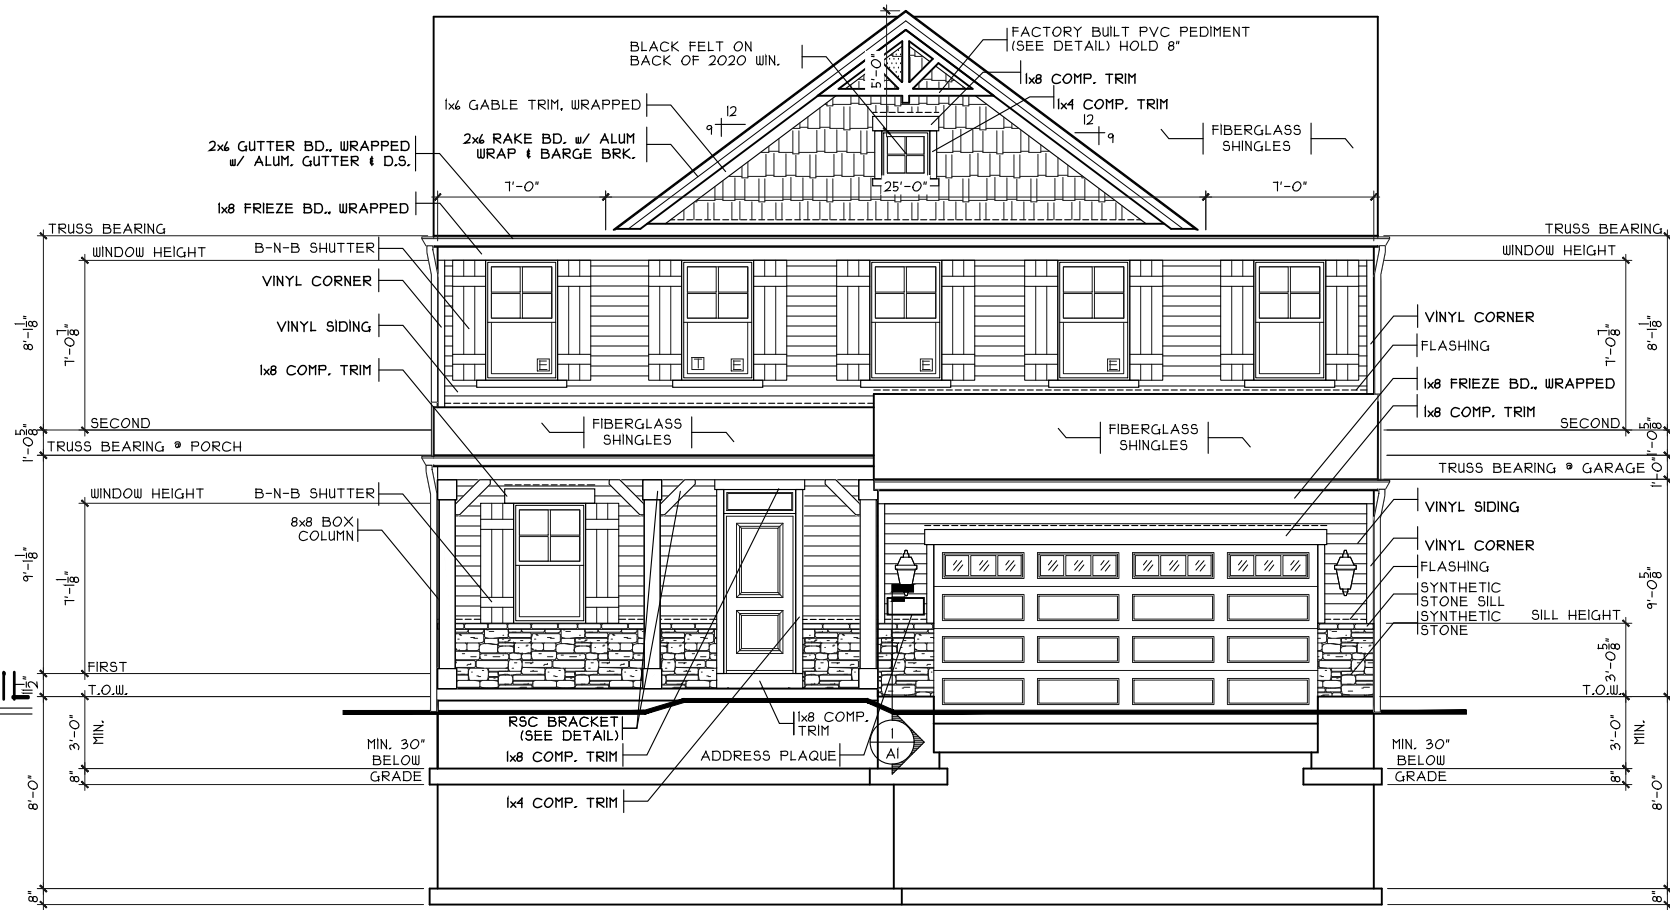 BLACK FELT ON
BACK OF 2020 WIN.
5'-0"
FACTORY BUILT PVC PEDIMENT
(SEE DETAIL) HOLD 8"
1x8 COMP. TRIM
1x4 COMP. TRIM
1x6 GABLE TRIM, WRAPPED
12
9
12
9
2x6 RAKE BD. w/ ALUM
WRAP & BARGE BRK.
FIBERGLASS
SHINGLES
2x6 GUTTER BD., WRAPPED
w/ ALUM. GUTTER & D.S.
7'-0"
25'-0"
7'-0"
1x8 FRIEZE BD., WRAPPED
TRUSS BEARING
TRUSS BEARING
WINDOW HEIGHT
B-N-B SHUTTER
WINDOW HEIGHT
VINYL CORNER
VINYL SIDING
1x8 COMP. TRIM
8'-1 1/8"
7'-0 7/8"
E
T
E
E
E
VINYL CORNER
FLASHING
1x8 FRIEZE BD., WRAPPED
1x8 COMP. TRIM
7'-0 7/8"
8'-1 1/8"
SECOND
SECOND
FIBERGLASS
SHINGLES
FIBERGLASS
SHINGLES
1'-0 5/8"
1'-0 5/8"
TRUSS BEARING @ PORCH
TRUSS BEARING @ GARAGE
1'-0"
WINDOW HEIGHT
B-N-B SHUTTER
8x8 BOX
COLUMN
9'-1 1/8"
7'-1 1/8"
VINYL SIDING
VINYL CORNER
FLASHING
SYNTHETIC
STONE SILL
SYNTHETIC
STONE
SILL HEIGHT
9'-0 5/8"
3'-0 5/8"
FIRST
T.O.W.
T.O.W.
1 1/2"
RSC BRACKET
(SEE DETAIL)
1x8 COMP. TRIM
1x4 COMP. TRIM
1x8 COMP.
TRIM
ADDRESS PLAQUE
1
A1
3'-0"
MIN.
MIN. 30"
BELOW
GRADE
8"
8'-0"
8"
MIN. 30"
BELOW
GRADE
3'-0"
MIN.
8"
8'-0"
8"